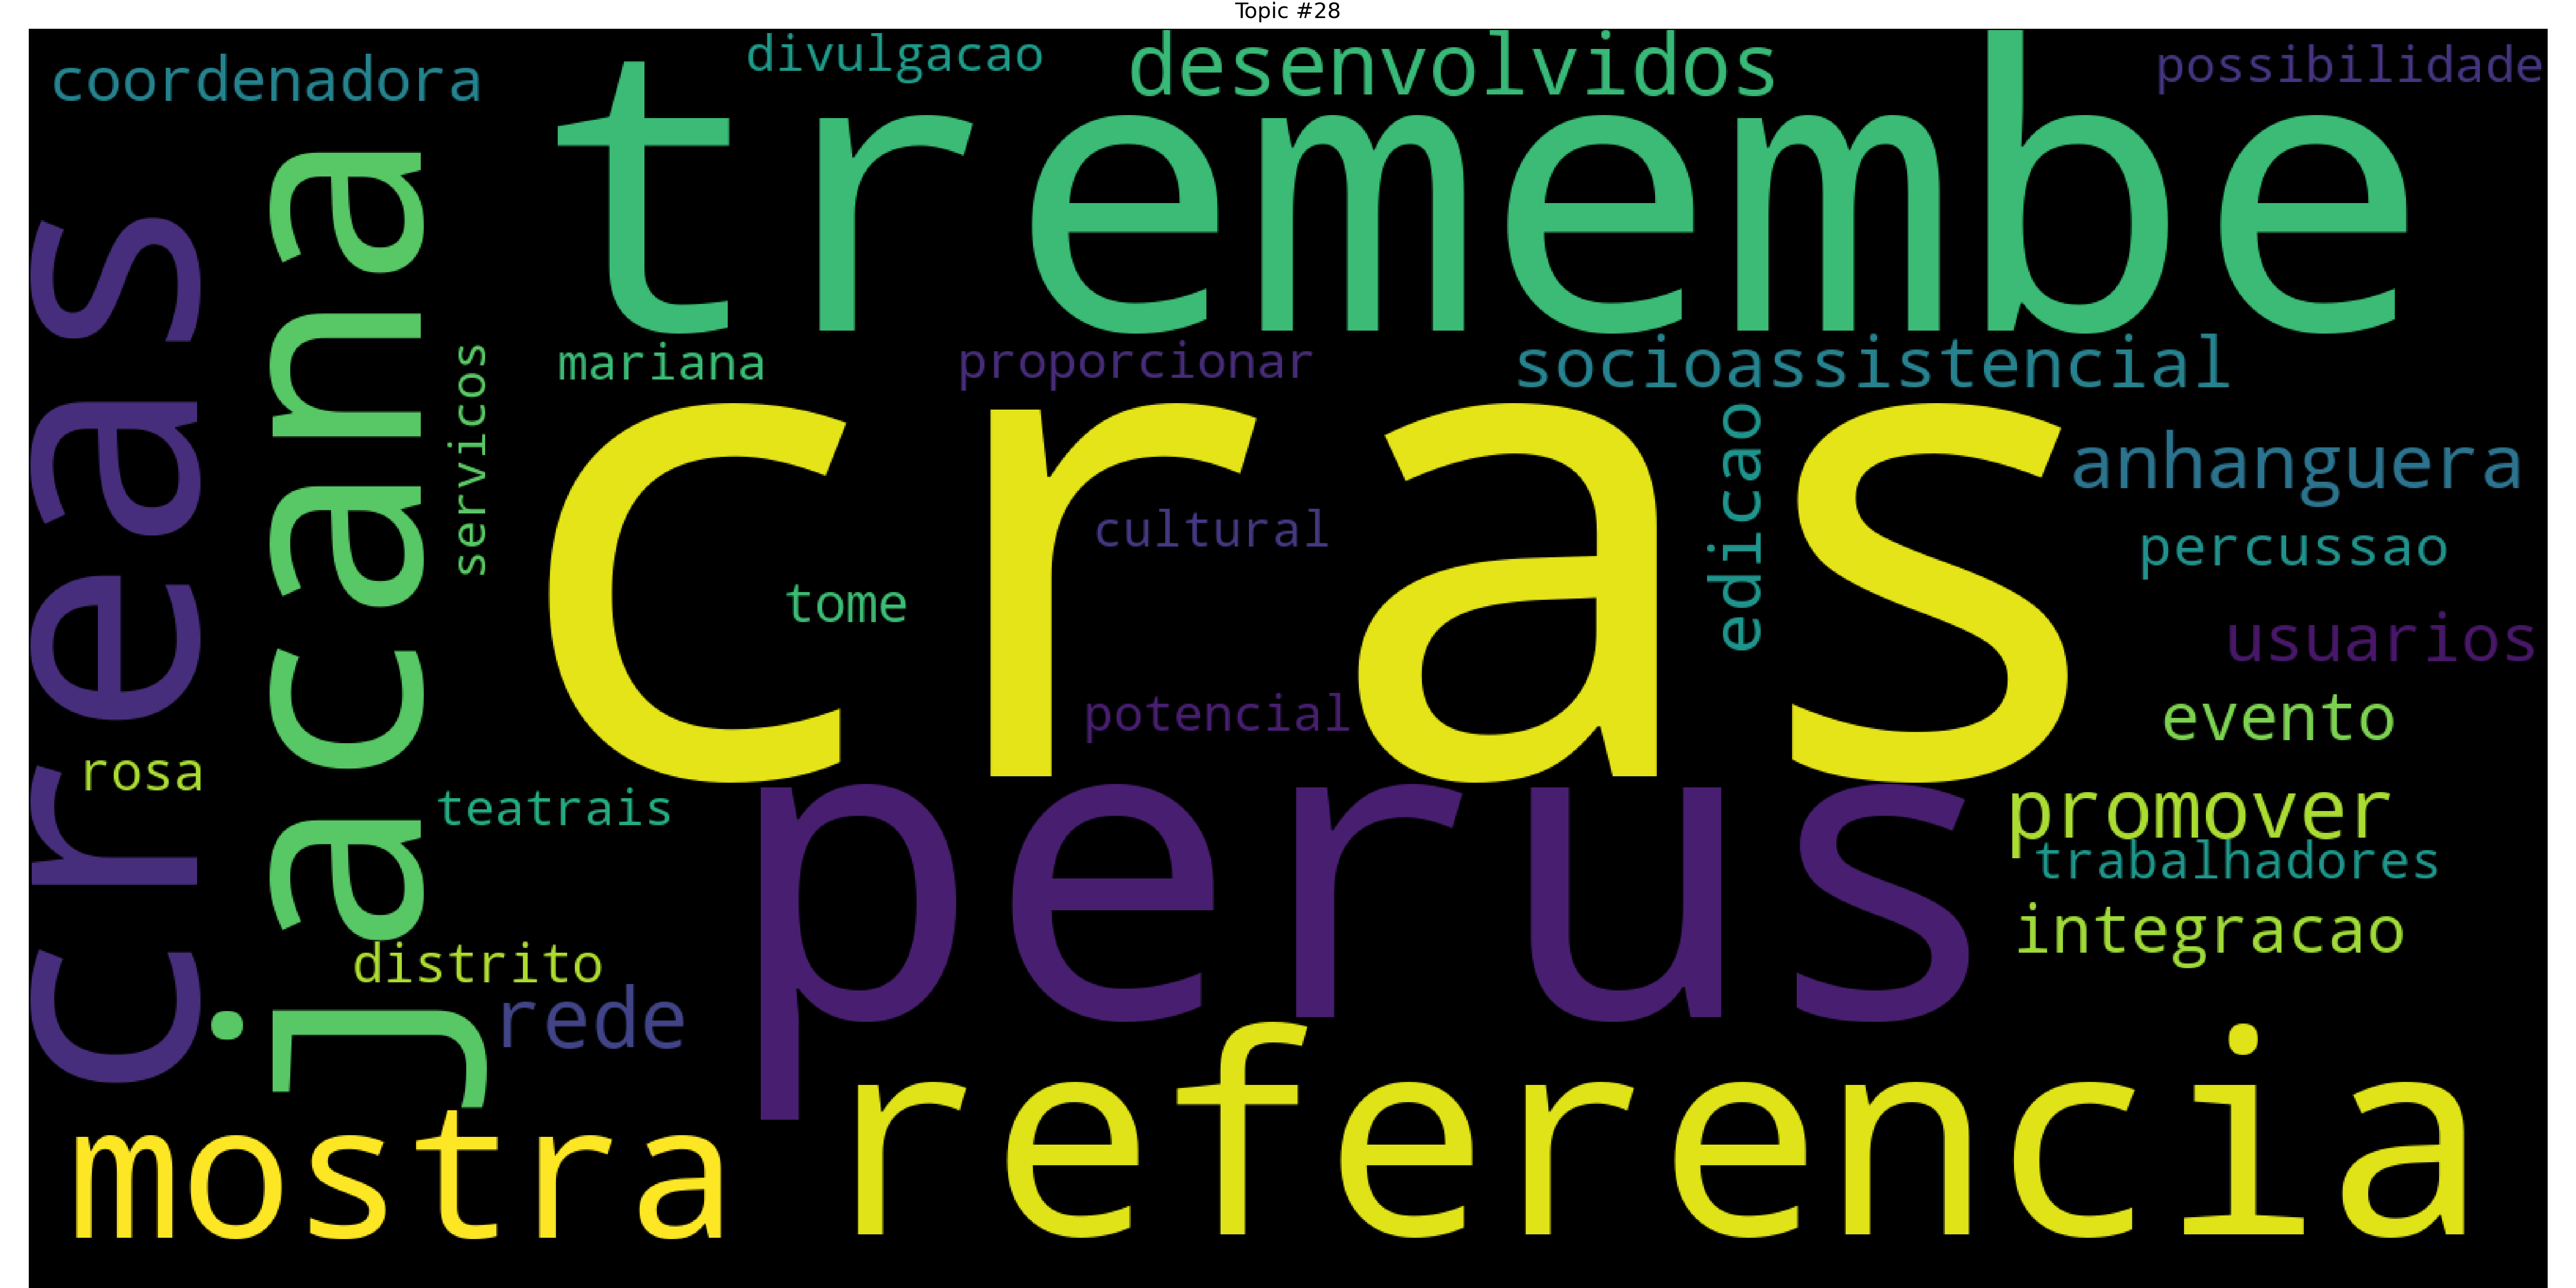 Topic #28
coordenadora
divulgacao
desenvolvidos
possibilidade
tremembe
creas
jacana
servicos
mariana
proporcionar
socioassistencial
cras
edicao
anhanguera
cultural
percussao
tome
usuarios
potencial
evento
rosa
teatrais
perus
promover
trabalhadores
integracao
distrito
rede
mostra
referencia